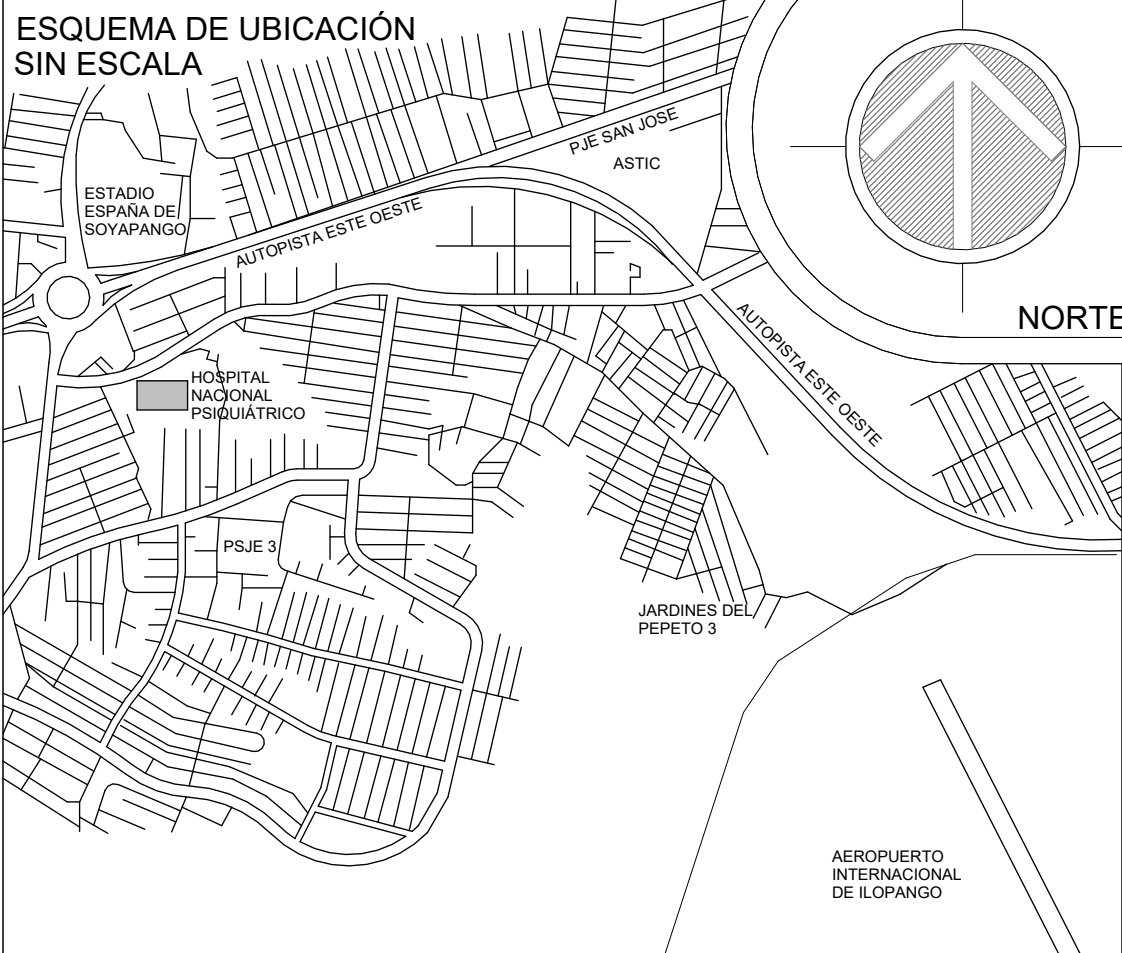 ESQUEMA DE UBICACIÓN
SIN ESCALA
PJE SAN JOSE
ASTIC
ESTADIO
ESPAÑA DE
SOYAPANGO
AUTOPISTA ESTE OESTE
NORTE
AUTOPISTA ESTE OESTE
HOSPITAL
NACIONAL
PSIQUIÁTRICO
PSJE 3
JARDINES DEL
PEPETO 3
AEROPUERTO
INTERNACIONAL
DE ILOPANGO